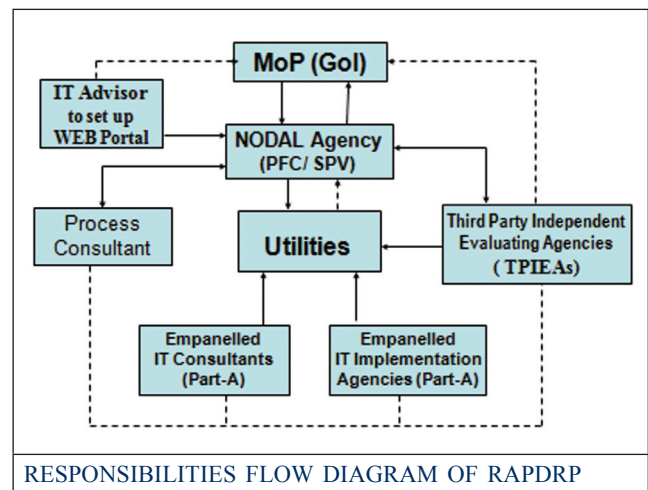 MoP (GoI)
IT Advisor
to set up
WEB Portal
NODAL Agency
(PFC/ SPV)
Process
Consultant
Utilities
Third Party Independent
Evaluating Agencies
( TPIEAs)
Empanelled
IT Consultants
(Part-A)
Empanelled
IT Implementation
Agencies (Part-A)
RESPONSIBILITIES FLOW DIAGRAM OF RAPDRP